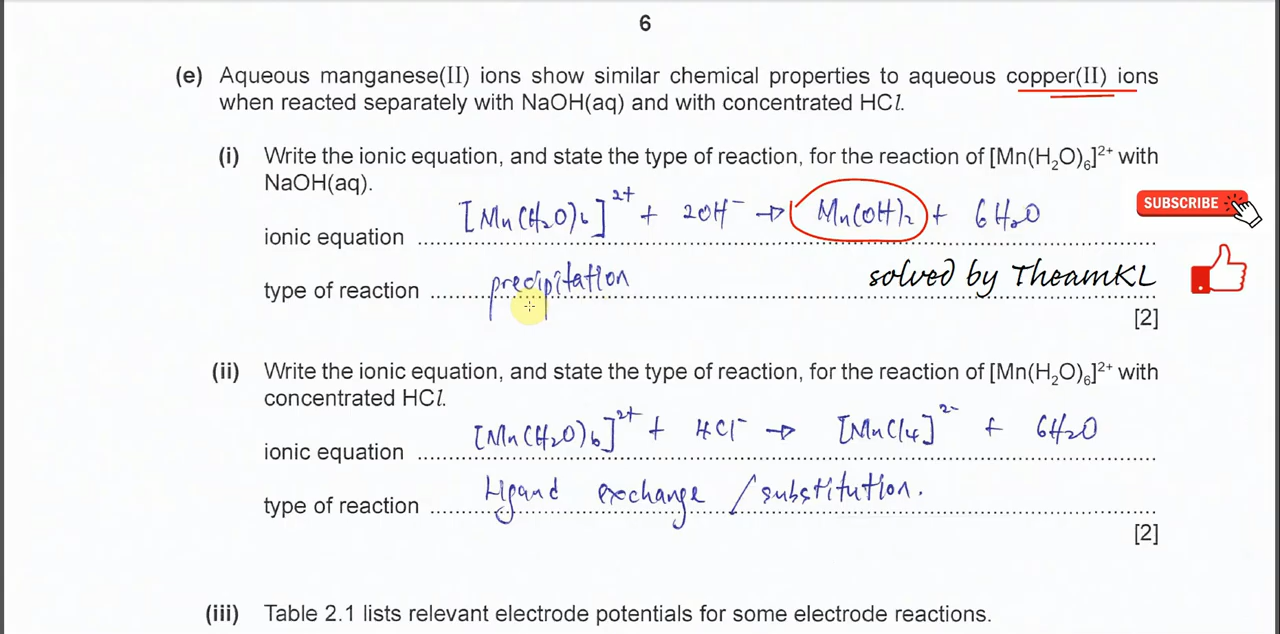 6
(e) Aqueous manganese(II) ions show similar chemical properties to aqueous copper(II) ions
when reacted separately with NaOH(aq) and with concentrated HCl.
(i) Write the ionic equation, and state the type of reaction, for the reaction of [Mn(H₂O)₆]²⁺ with
NaOH(aq).
[Mn(H₂O)₆]²⁺ + 2OH⁻ → Mn(OH)₂ + 6H₂O
SUBSCRIBE
ionic equation
precipitation
solved by TheamKL
type of reaction
[2]
(ii) Write the ionic equation, and state the type of reaction, for the reaction of [Mn(H₂O)₆]²⁺ with
concentrated HCl.
[Mn(H₂O)₆]²⁺ + 4Cl⁻ → [MnCl₄]²⁻ + 6H₂O
ionic equation
Ligand exchange / substitution.
type of reaction
[2]
(iii) Table 2.1 lists relevant electrode potentials for some electrode reactions.